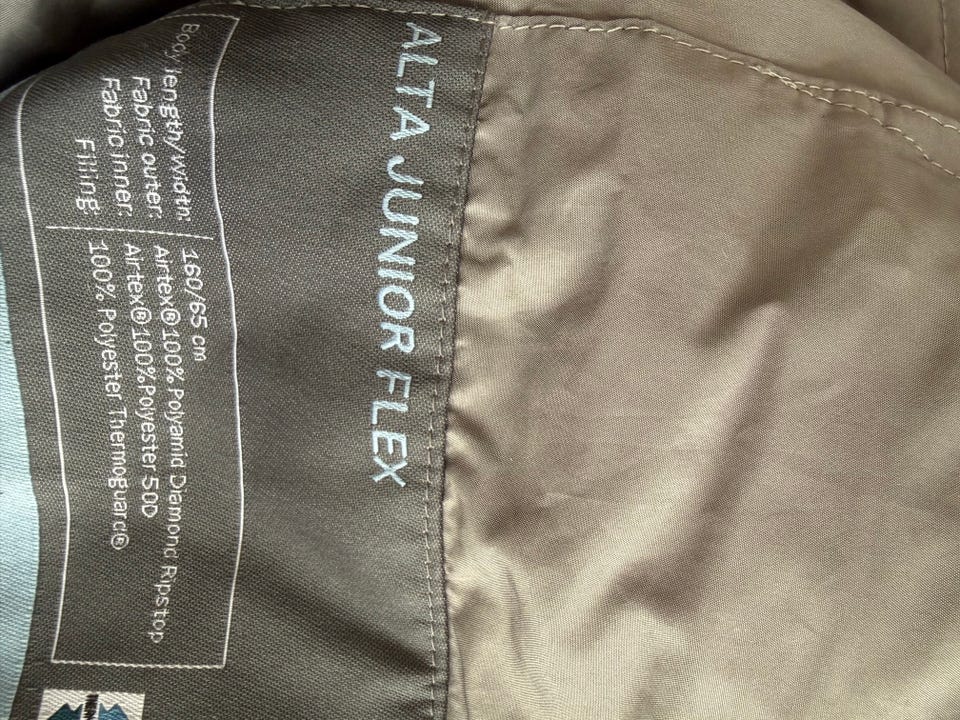 ALTA JUNIOR FLEX
Body length/width: 160/65 cm
Fabric outer: Airtex® 100% Polyamid Diamond Ripstop
Fabric inner: Airtex® 100% Polyester 50D
Filling: 100% Polyester Thermoguard®